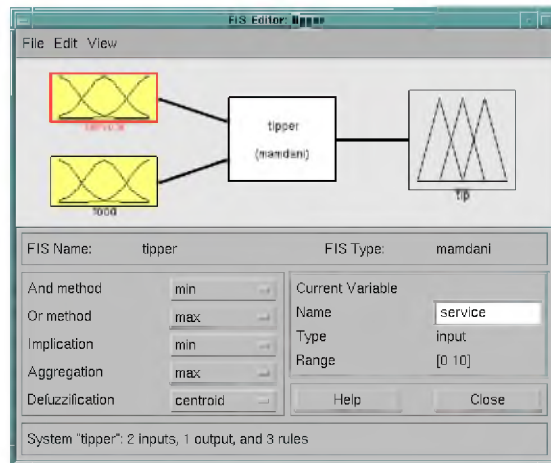 FIS Editor: tipper
File Edit View
service
tipper
(mamdani)
food
tip
FIS Name: tipper FIS Type: mamdani
And method min
Or method max
Implication min
Aggregation max
Defuzzification centroid
Current Variable
Name service
Type input
Range [0 10]
Help Close
System "tipper": 2 inputs, 1 output, and 3 rules